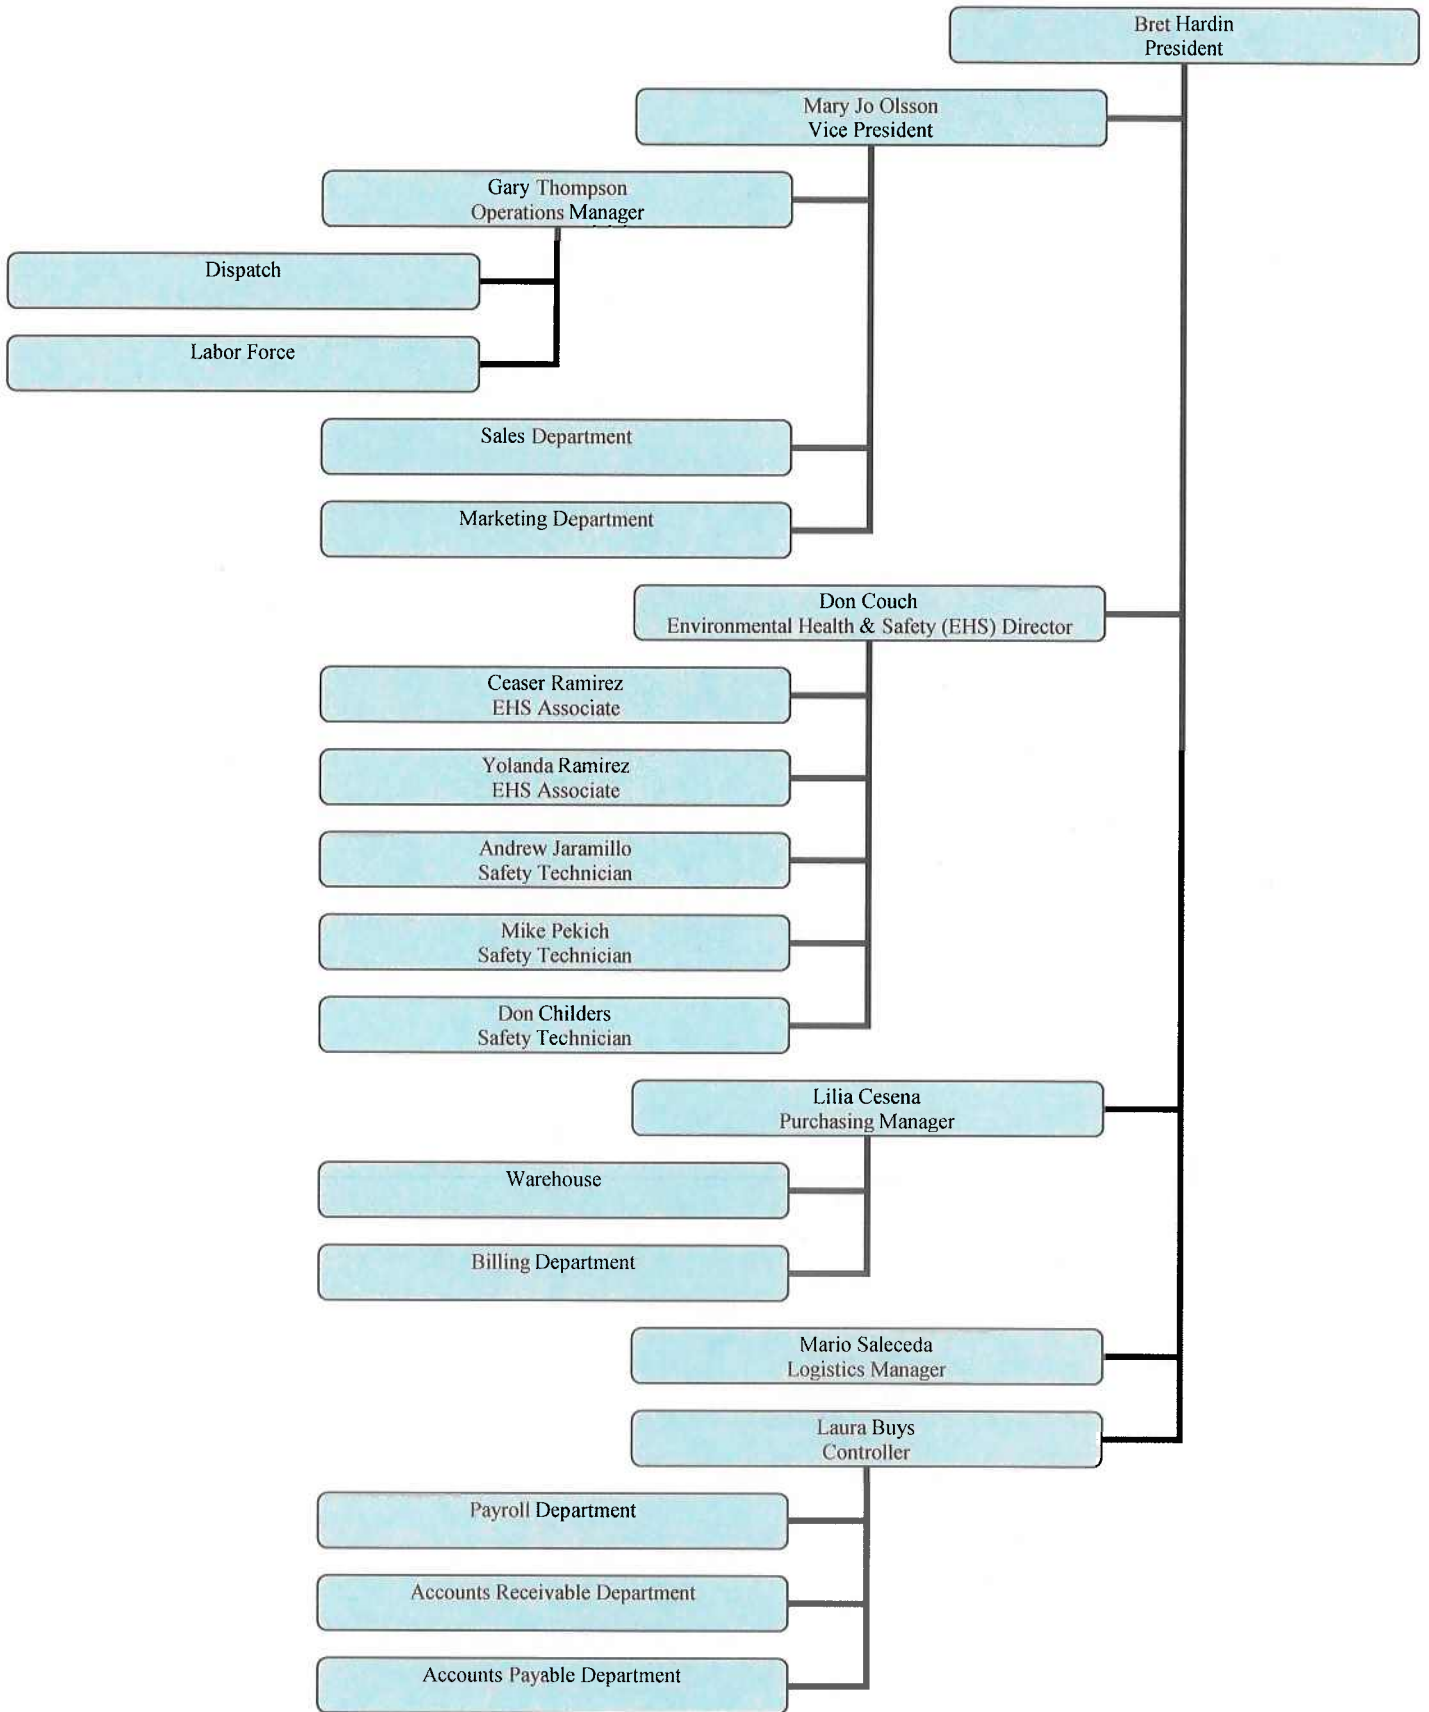 Bret Hardin
President
Mary Jo Olsson
Vice President
Gary Thompson
Operations Manager
Dispatch
Labor Force
Sales Department
Marketing Department
Don Couch
Environmental Health & Safety (EHS) Director
Ceaser Ramirez
EHS Associate
Yolanda Ramirez
EHS Associate
Andrew Jaramillo
Safety Technician
Mike Pekich
Safety Technician
Don Childers
Safety Technician
Lilia Cesena
Purchasing Manager
Warehouse
Billing Department
Mario Saleceda
Logistics Manager
Laura Buys
Controller
Payroll Department
Accounts Receivable Department
Accounts Payable Department